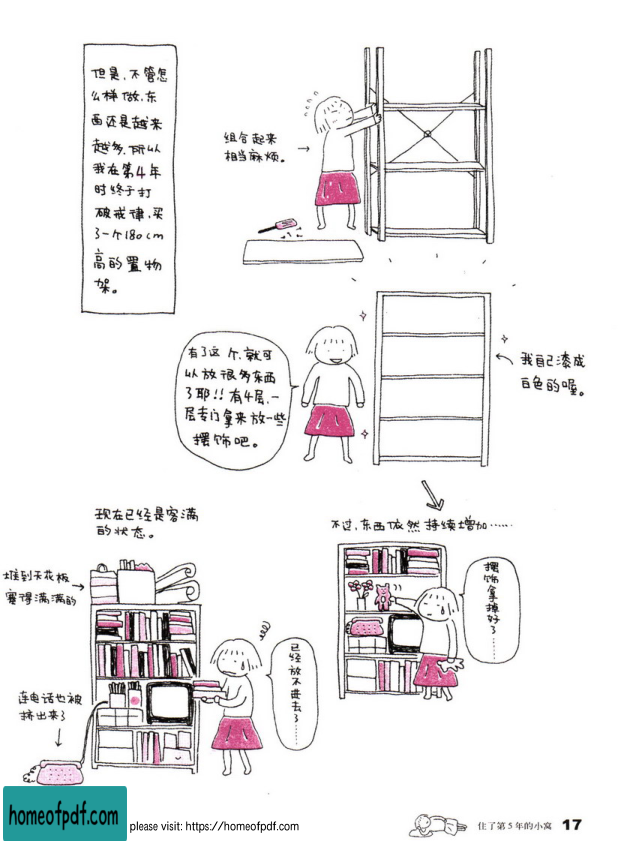 但是,不管怎
么样做,东
西还是越来
越多,所以
我在第4年
时终于打
破戒律,买
了一个180cm
高的置物
架。
组合起来
相当麻烦。
有了这个,就可
以放很多东西
了耶!!有4层,一
层专门拿来放一些
摆饰吧。
我自己漆成
白色的喔。
不过,东西依然持续增加……
摆饰拿掉好了……
现在已经是客满
的状态。
堆到天花板
塞得满满的
已经放不进去了……
连电话也被
挤出来了
homeofpdf.com
please visit: https://homeofpdf.com
住了第5年的小窝 17